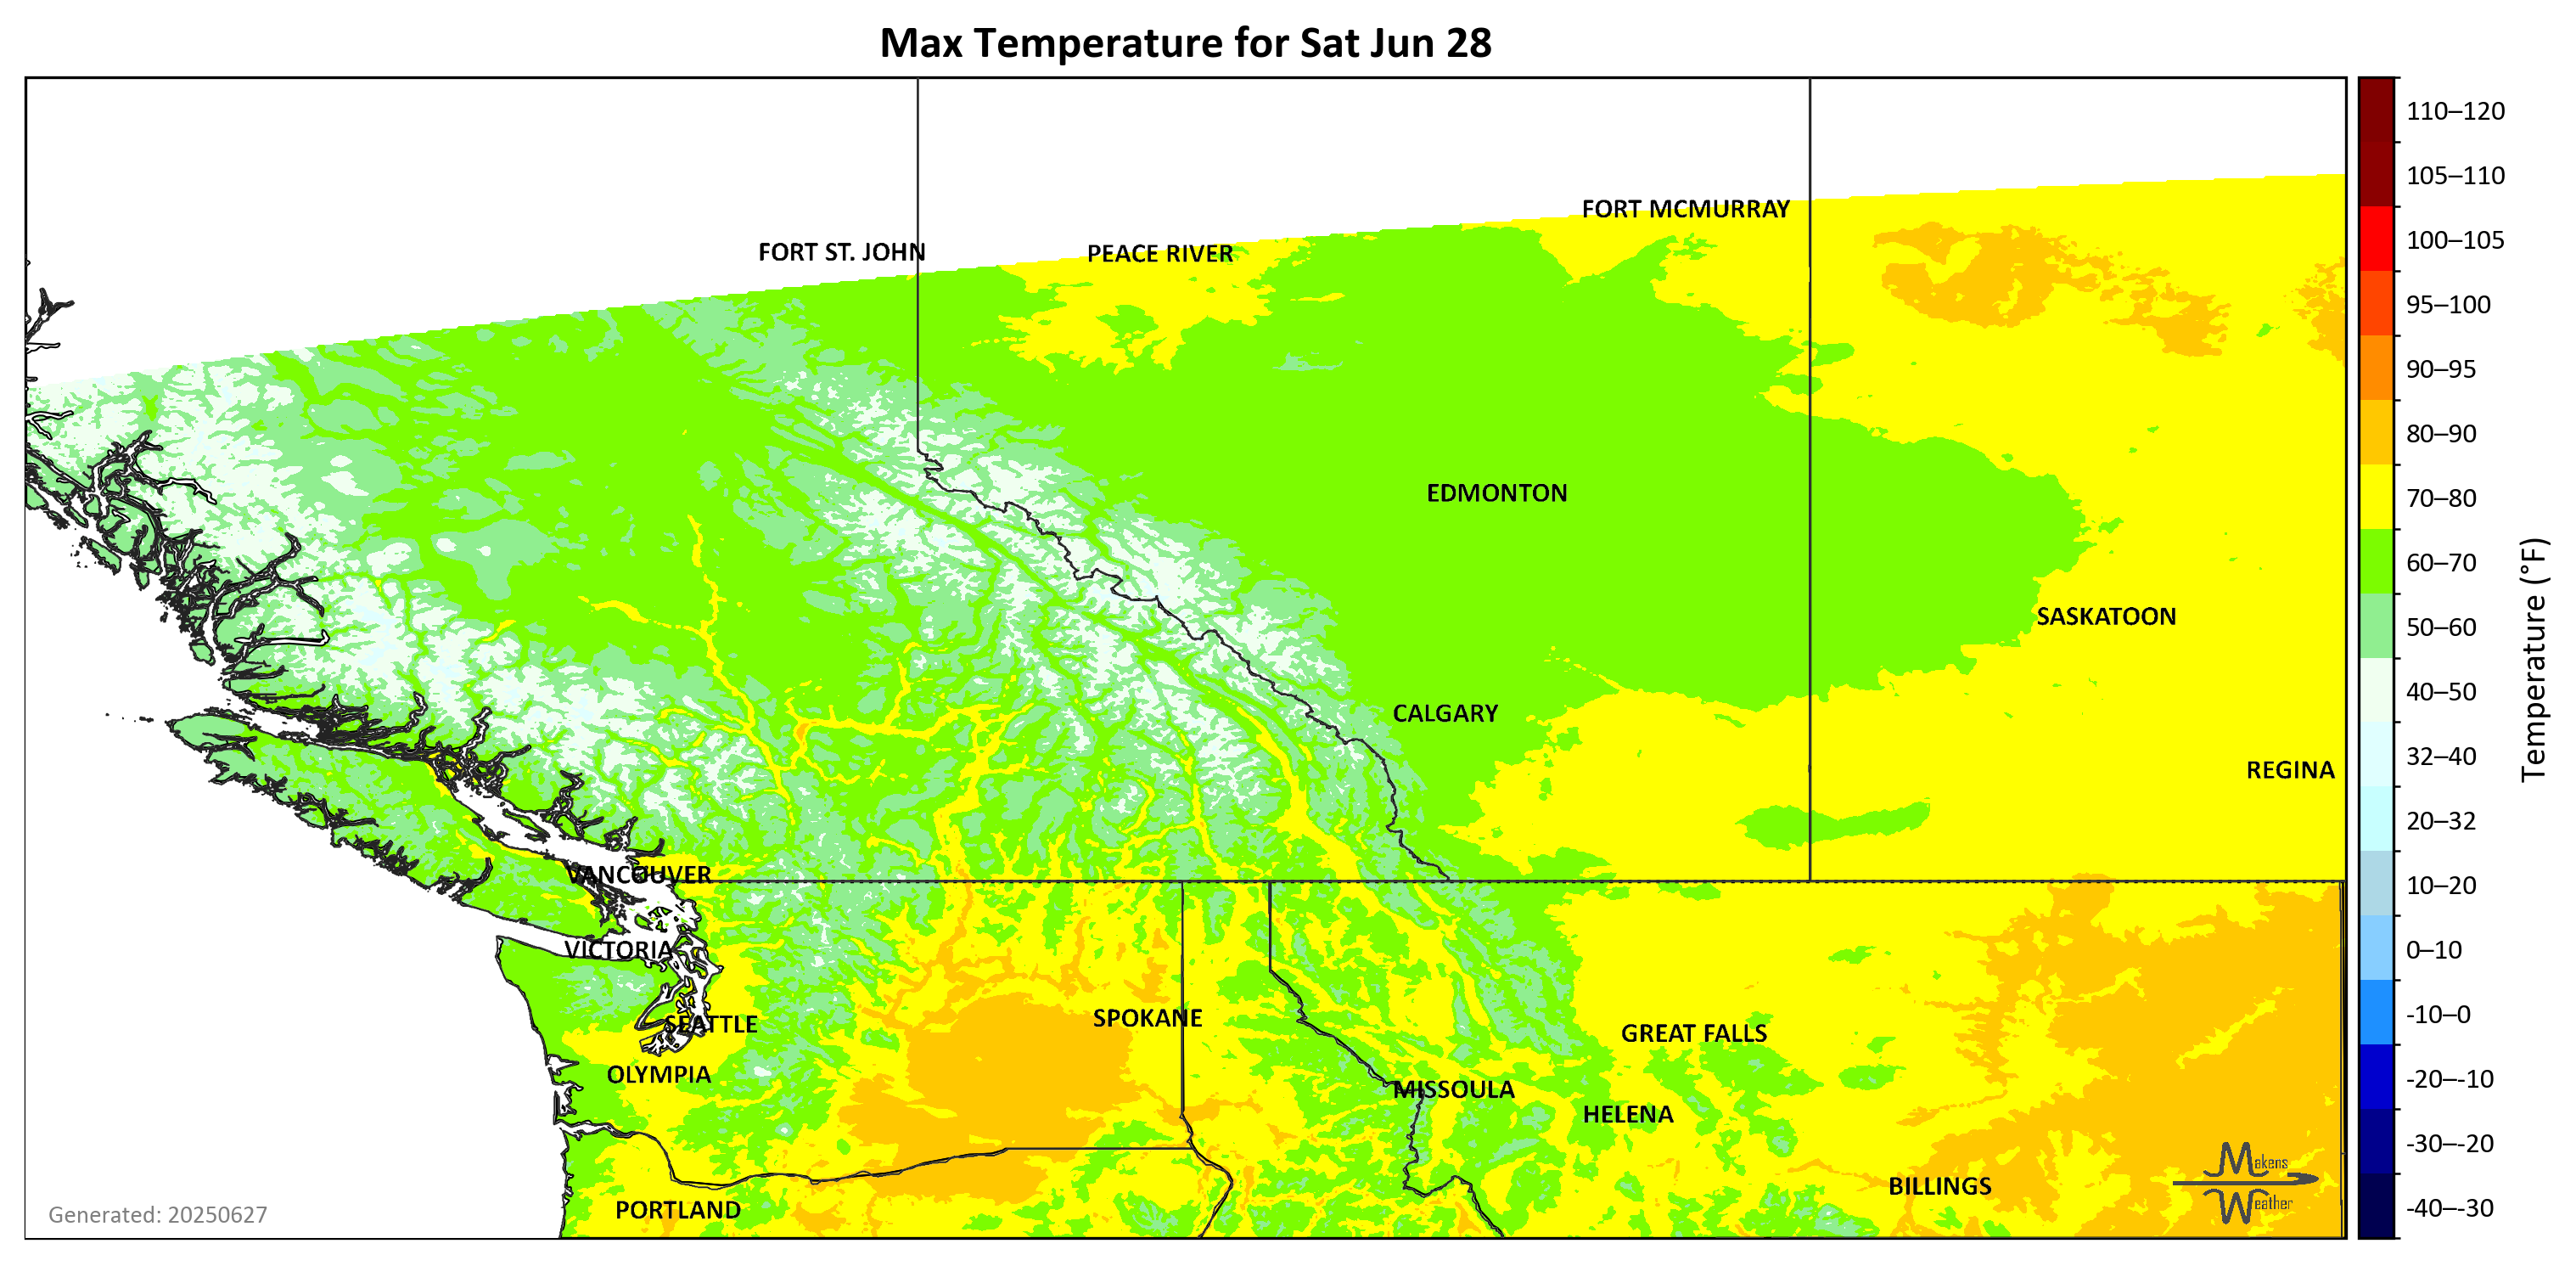 Max Temperature for Sat Jun 28
110–120
105–110
FORT MCMURRAY
100–105
FORT ST. JOHN
PEACE RIVER
95–100
90–95
80–90
EDMONTON
70–80
60–70
SASKATOON
50–60
Temperature (°F)
40–50
CALGARY
32–40
REGINA
20–32
VANCOUVER
10–20
VICTORIA
0–10
SEATTLE
SPOKANE
GREAT FALLS
-10–0
OLYMPIA
MISSOULA
-20–-10
HELENA
-30–-20
Makens
BILLINGS
Weather
PORTLAND
-40–-30
Generated: 20250627